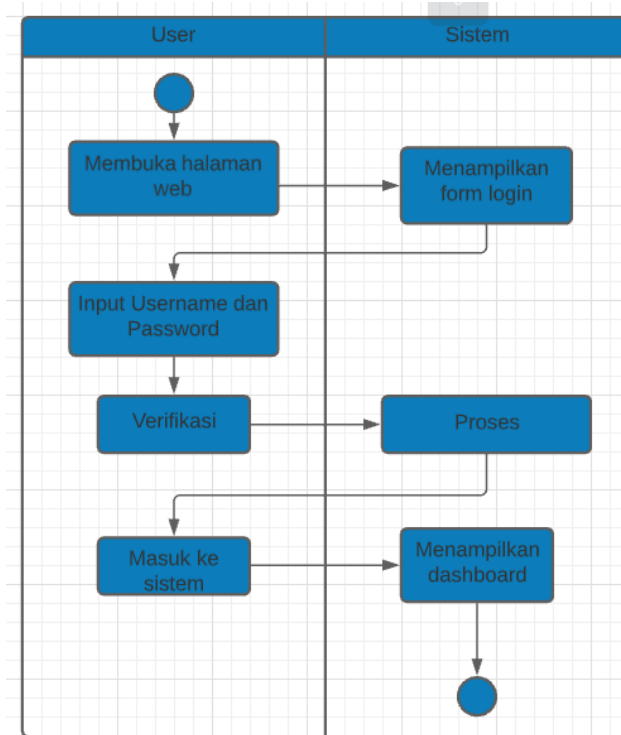 User
Sistem
Membuka halaman
web
Menampilkan
form login
Input Username dan
Password
Verifikasi
Proses
Masuk ke
sistem
Menampilkan
dashboard